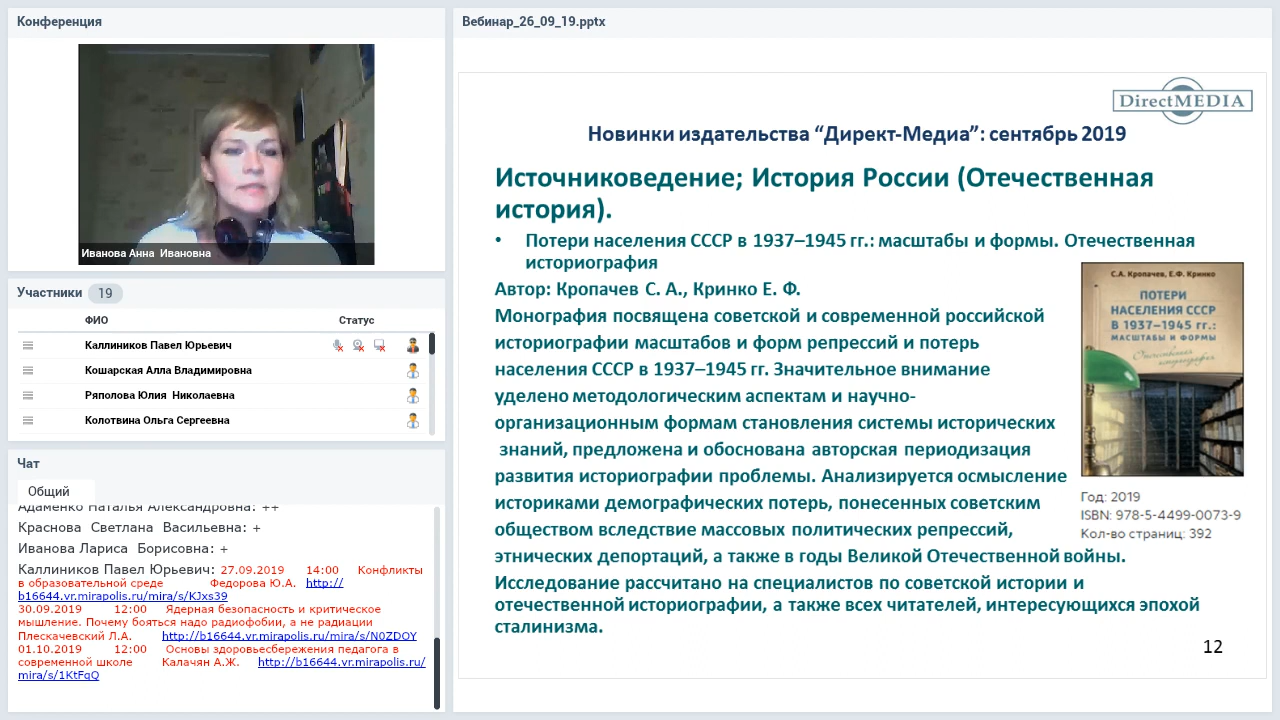 Конференция
Иванова Анна  Ивановна
Участники 19
ФИО Статус
Каллиников Павел Юрьевич
Кошарская Алла Владимировна
Ряполова Юлия  Николаевна
Колотвина Ольга Сергеевна
Чат
Общий
Адаменко Наталья Александровна: ++
Краснова  Светлана  Васильевна: +
Иванова Лариса  Борисовна: +
Каллиников Павел Юрьевич: 27.09.2019 14:00 Конфликты
в образовательной среде Федорова Ю.А. http://
b16644.vr.mirapolis.ru/mira/s/KJxs39
30.09.2019 12:00 Ядерная безопасность и критическое
мышление. Почему бояться надо радиофобии, а не радиации
Плескачевский Л.А. http://b16644.vr.mirapolis.ru/mira/s/N0ZDOY
01.10.2019 12:00 Основы здоровьесбережения педагога в
современной школе Калачян А.Ж. http://b16644.vr.mirapolis.ru/
mira/s/1KtFqQ
Вебинар_26_09_19.pptx
DirectMEDIA
Новинки издательства “Директ-Медиа”: сентябрь 2019
Источниковедение; История России (Отечественная
история).
• Потери населения СССР в 1937–1945 гг.: масштабы и формы. Отечественная
историография
Автор: Кропачев С. А., Кринко Е. Ф.
Монография посвящена советской и современной российской
историографии масштабов и форм репрессий и потерь
населения СССР в 1937–1945 гг. Значительное внимание
уделено методологическим аспектам и научно-
организационным формам становления системы исторических
знаний, предложена и обоснована авторская периодизация
развития историографии проблемы. Анализируется осмысление
историками демографических потерь, понесенных советским
обществом вследствие массовых политических репрессий,
этнических депортаций, а также в годы Великой Отечественной войны.
Исследование рассчитано на специалистов по советской истории и
отечественной историографии, а также всех читателей, интересующихся эпохой
сталинизма.
С.А. Кропачев, Е.Ф. Кринко
ПОТЕРИ
НАСЕЛЕНИЯ СССР
В 1937–1945 гг.:
МАСШТАБЫ И ФОРМЫ
Отечественная
историография
Год: 2019
ISBN: 978-5-4499-0073-9
Кол-во страниц: 392
12